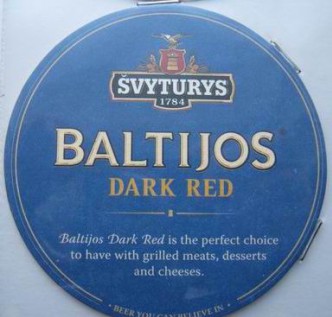 ŠVYTURYS
1784
BALTIJOS
DARK RED
Baltijos Dark Red is the perfect choice
to have with grilled meats, desserts
and cheeses.
· BEER YOU CAN BELIEVE IN ·